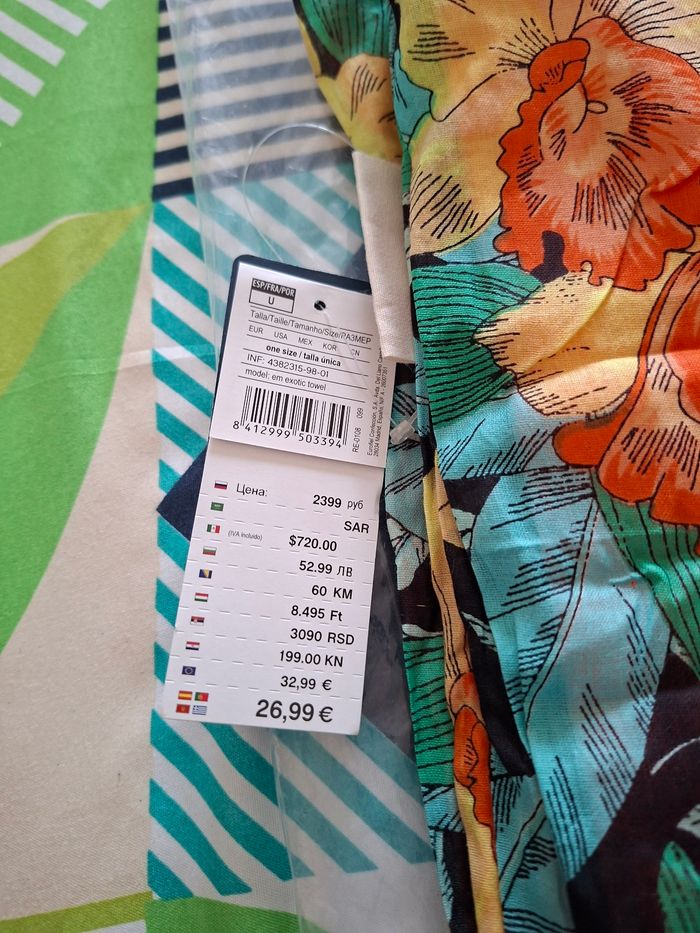 ESP/FRA/POR
U
Talla/Taille/Tamanho/Size/РАЗМЕР
EUR USA MEX KOR CN
one size / talla única
INF: 4382315-98-01
model: em exotic towel
8 412999 503394
RE-0108 099
Цена: 2399 руб
SAR
(IVA incluido) $720.00
52.99 ЛВ
60 KM
8.495 Ft
3090 RSD
199.00 KN
32,99 €
26,99 €